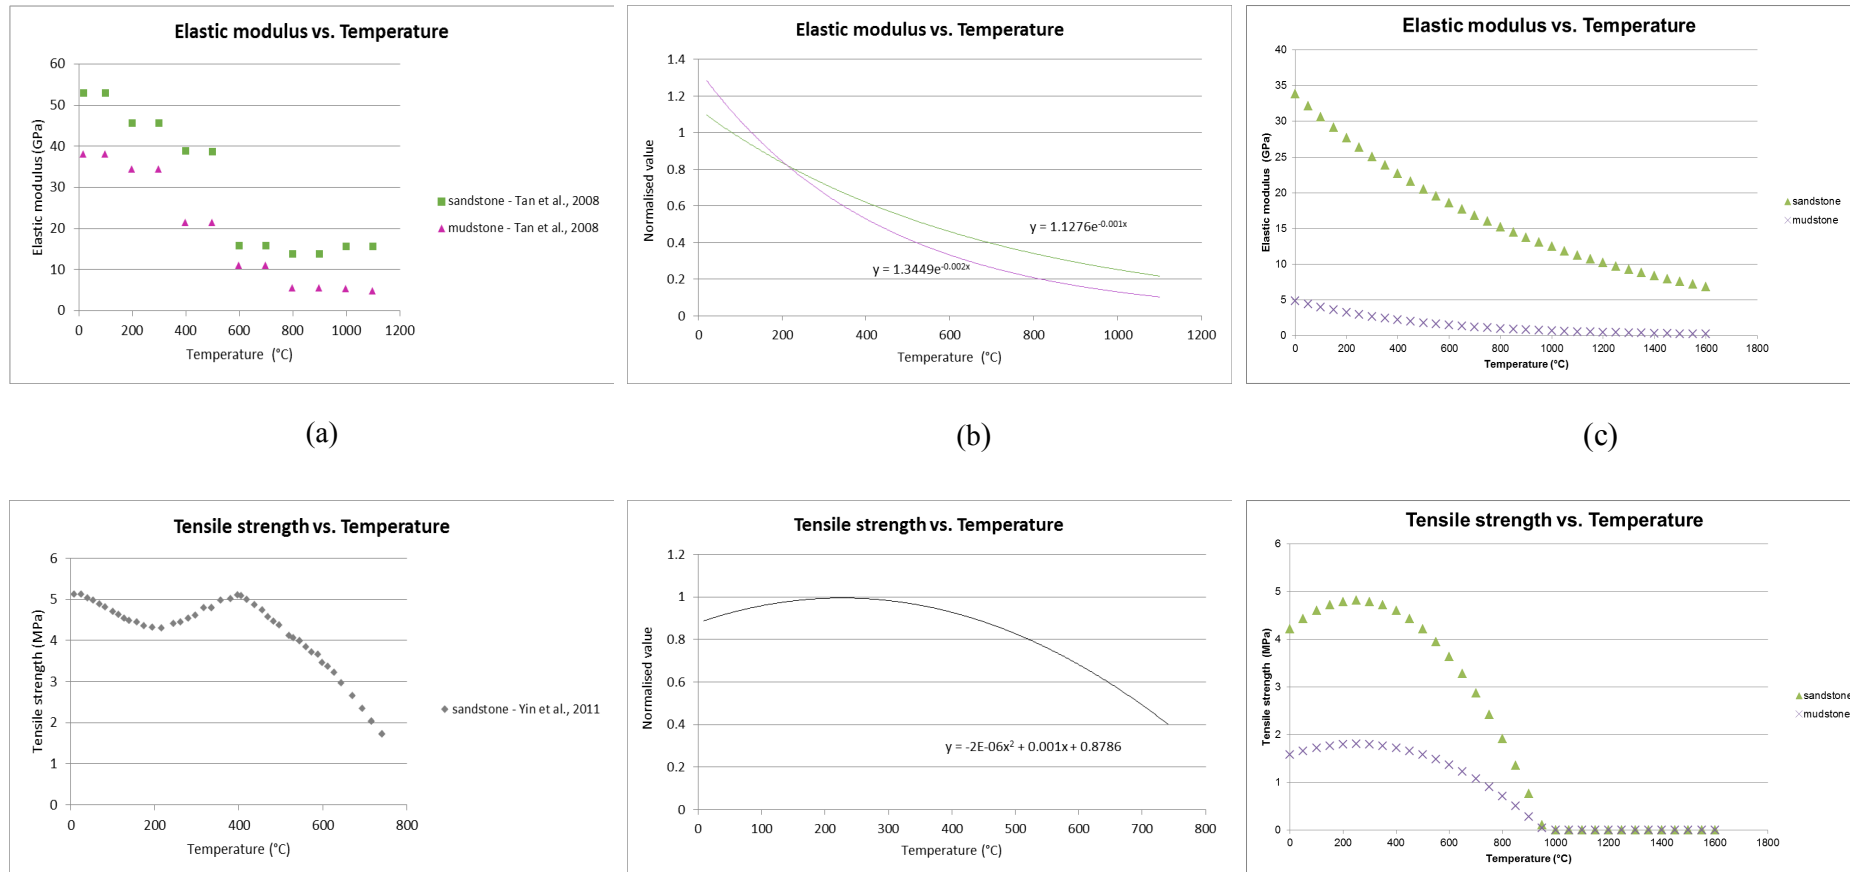 Elastic modulus vs. Temperature
60
50
40
30
20
10
0
Elastic modulus (GPa)
0 200 400 600 800 1000 1200
Temperature (°C)
sandstone - Tan et al., 2008
mudstone - Tan et al., 2008
(a)
Elastic modulus vs. Temperature
1.4
1.2
1
0.8
0.6
0.4
0.2
0
Normalised value
y = 1.1276e^-0.001x
y = 1.3449e^-0.002x
0 200 400 600 800 1000 1200
Temperature (°C)
(b)
Elastic modulus vs. Temperature
40
35
30
25
20
15
10
5
0
Elastic modulus (GPa)
0 200 400 600 800 1000 1200 1400 1600 1800
Temperature (°C)
sandstone
mudstone
(c)
Tensile strength vs. Temperature
6
5
4
3
2
1
0
Tensile strength (MPa)
0 200 400 600 800
Temperature (°C)
sandstone - Yin et al., 2011
Tensile strength vs. Temperature
1.2
1
0.8
0.6
0.4
0.2
0
Normalised value
y = -2E-06x² + 0.001x + 0.8786
0 100 200 300 400 500 600 700 800
Temperature (°C)
Tensile strength vs. Temperature
6
5
4
3
2
1
0
Tensile strength (MPa)
0 200 400 600 800 1000 1200 1400 1600 1800
Temperature (°C)
sandstone
mudstone